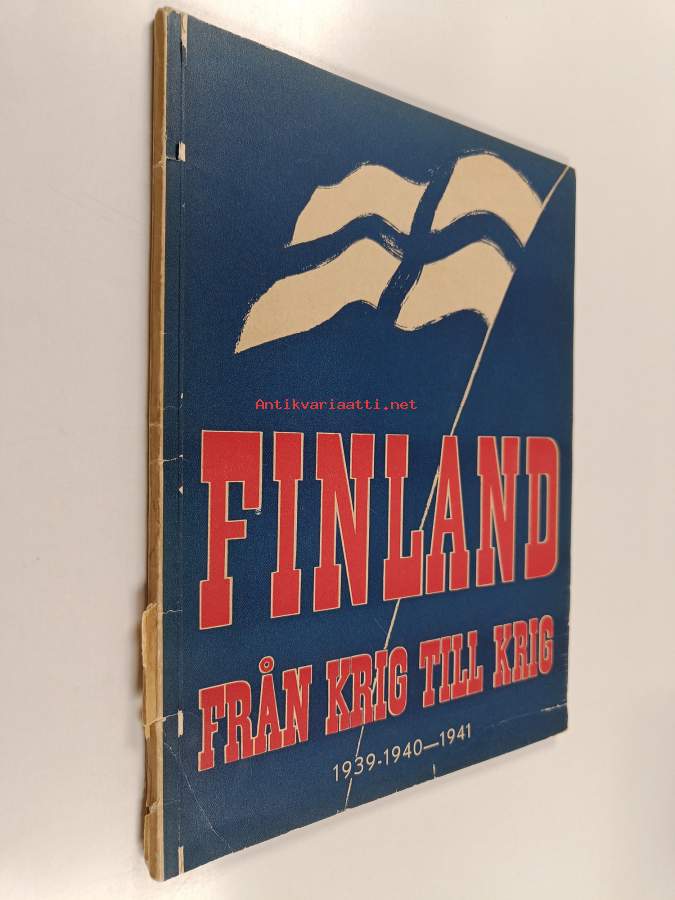 Antikvariaatti.net
FINLAND
FRÅN KRIG TILL KRIG
1939-1940—1941